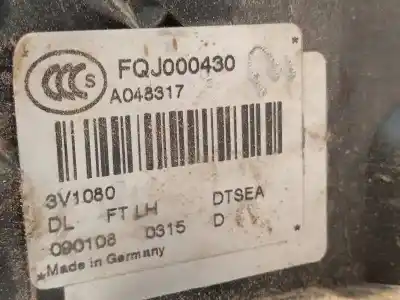 CCC S
FQJ000430
A048317
3V1080
DL FT LH DTSEA
090108 0315 D
*Made in Germany *